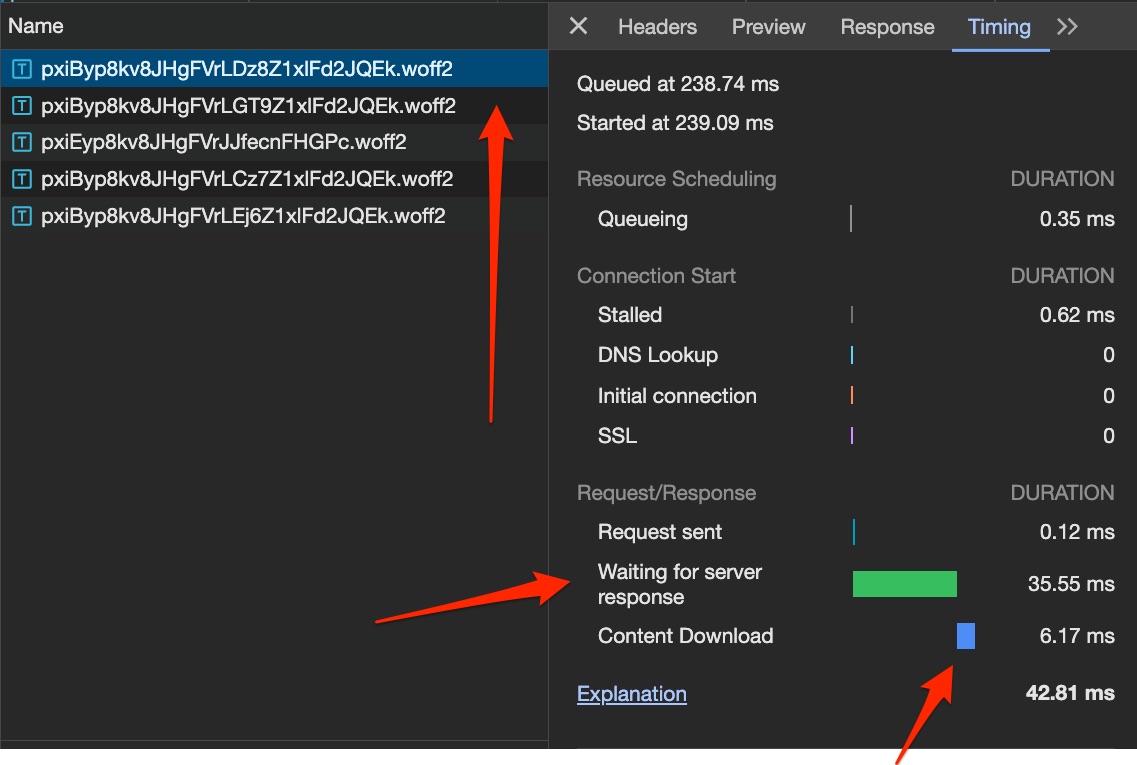 Name
pxiByp8kv8JHgFVrLDz8Z1xlFd2JQEk.woff2
pxiByp8kv8JHgFVrLGT9Z1xlFd2JQEk.woff2
pxiEyp8kv8JHgFVrJJfecnFHGPc.woff2
pxiByp8kv8JHgFVrLCz7Z1xlFd2JQEk.woff2
pxiByp8kv8JHgFVrLEj6Z1xlFd2JQEk.woff2
Headers Preview Response Timing
Queued at 238.74 ms
Started at 239.09 ms
Resource Scheduling DURATION
Queueing 0.35 ms
Connection Start DURATION
Stalled 0.62 ms
DNS Lookup 0
Initial connection 0
SSL 0
Request/Response DURATION
Request sent 0.12 ms
Waiting for server
response 35.55 ms
Content Download 6.17 ms
Explanation 42.81 ms